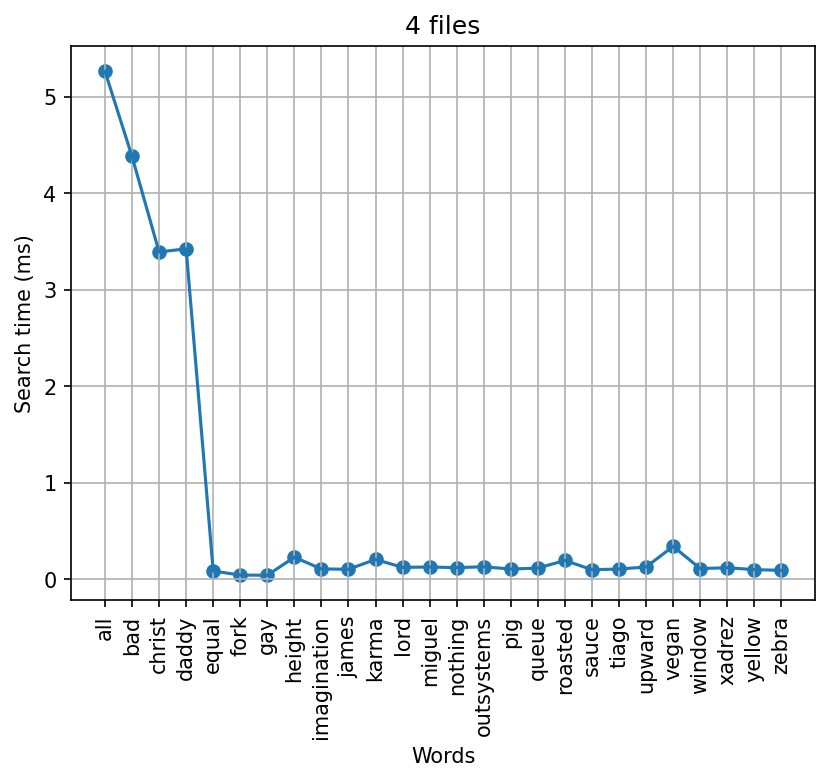 4 files
Search time (ms)
5
4
3
2
1
0
all
bad
christ
daddy
equal
fork
gay
height
imagination
james
karma
lord
miguel
nothing
outsystems
pig
queue
roasted
sauce
tiago
upward
vegan
window
xadrez
yellow
zebra
Words